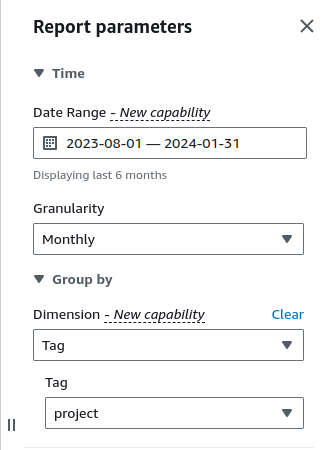 Report parameters
Time
Date Range - New capability
2023-08-01 — 2024-01-31
Displaying last 6 months
Granularity
Monthly
Group by
Dimension - New capability Clear
Tag
Tag
project